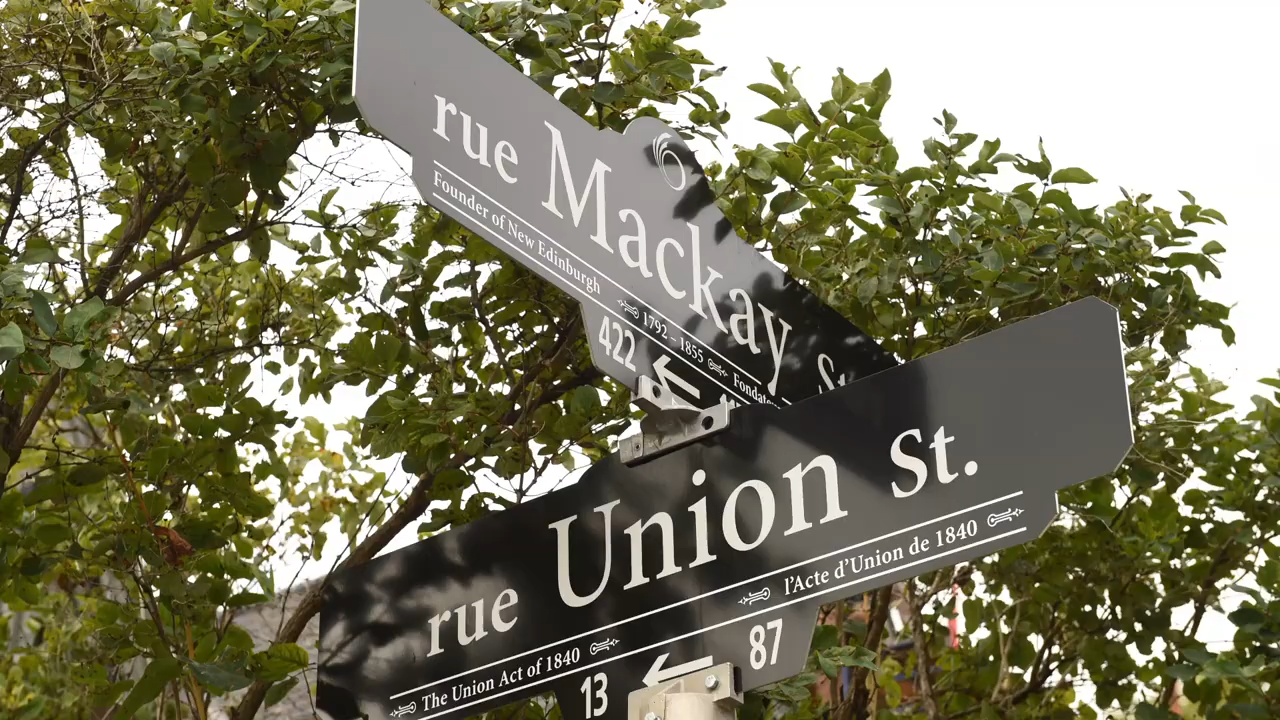 rue Mackay St.
Founder of New Edinburgh 1792 - 1855
422
rue Union St.
The Union Act of 1840 l'Acte d'Union de 1840
13 87